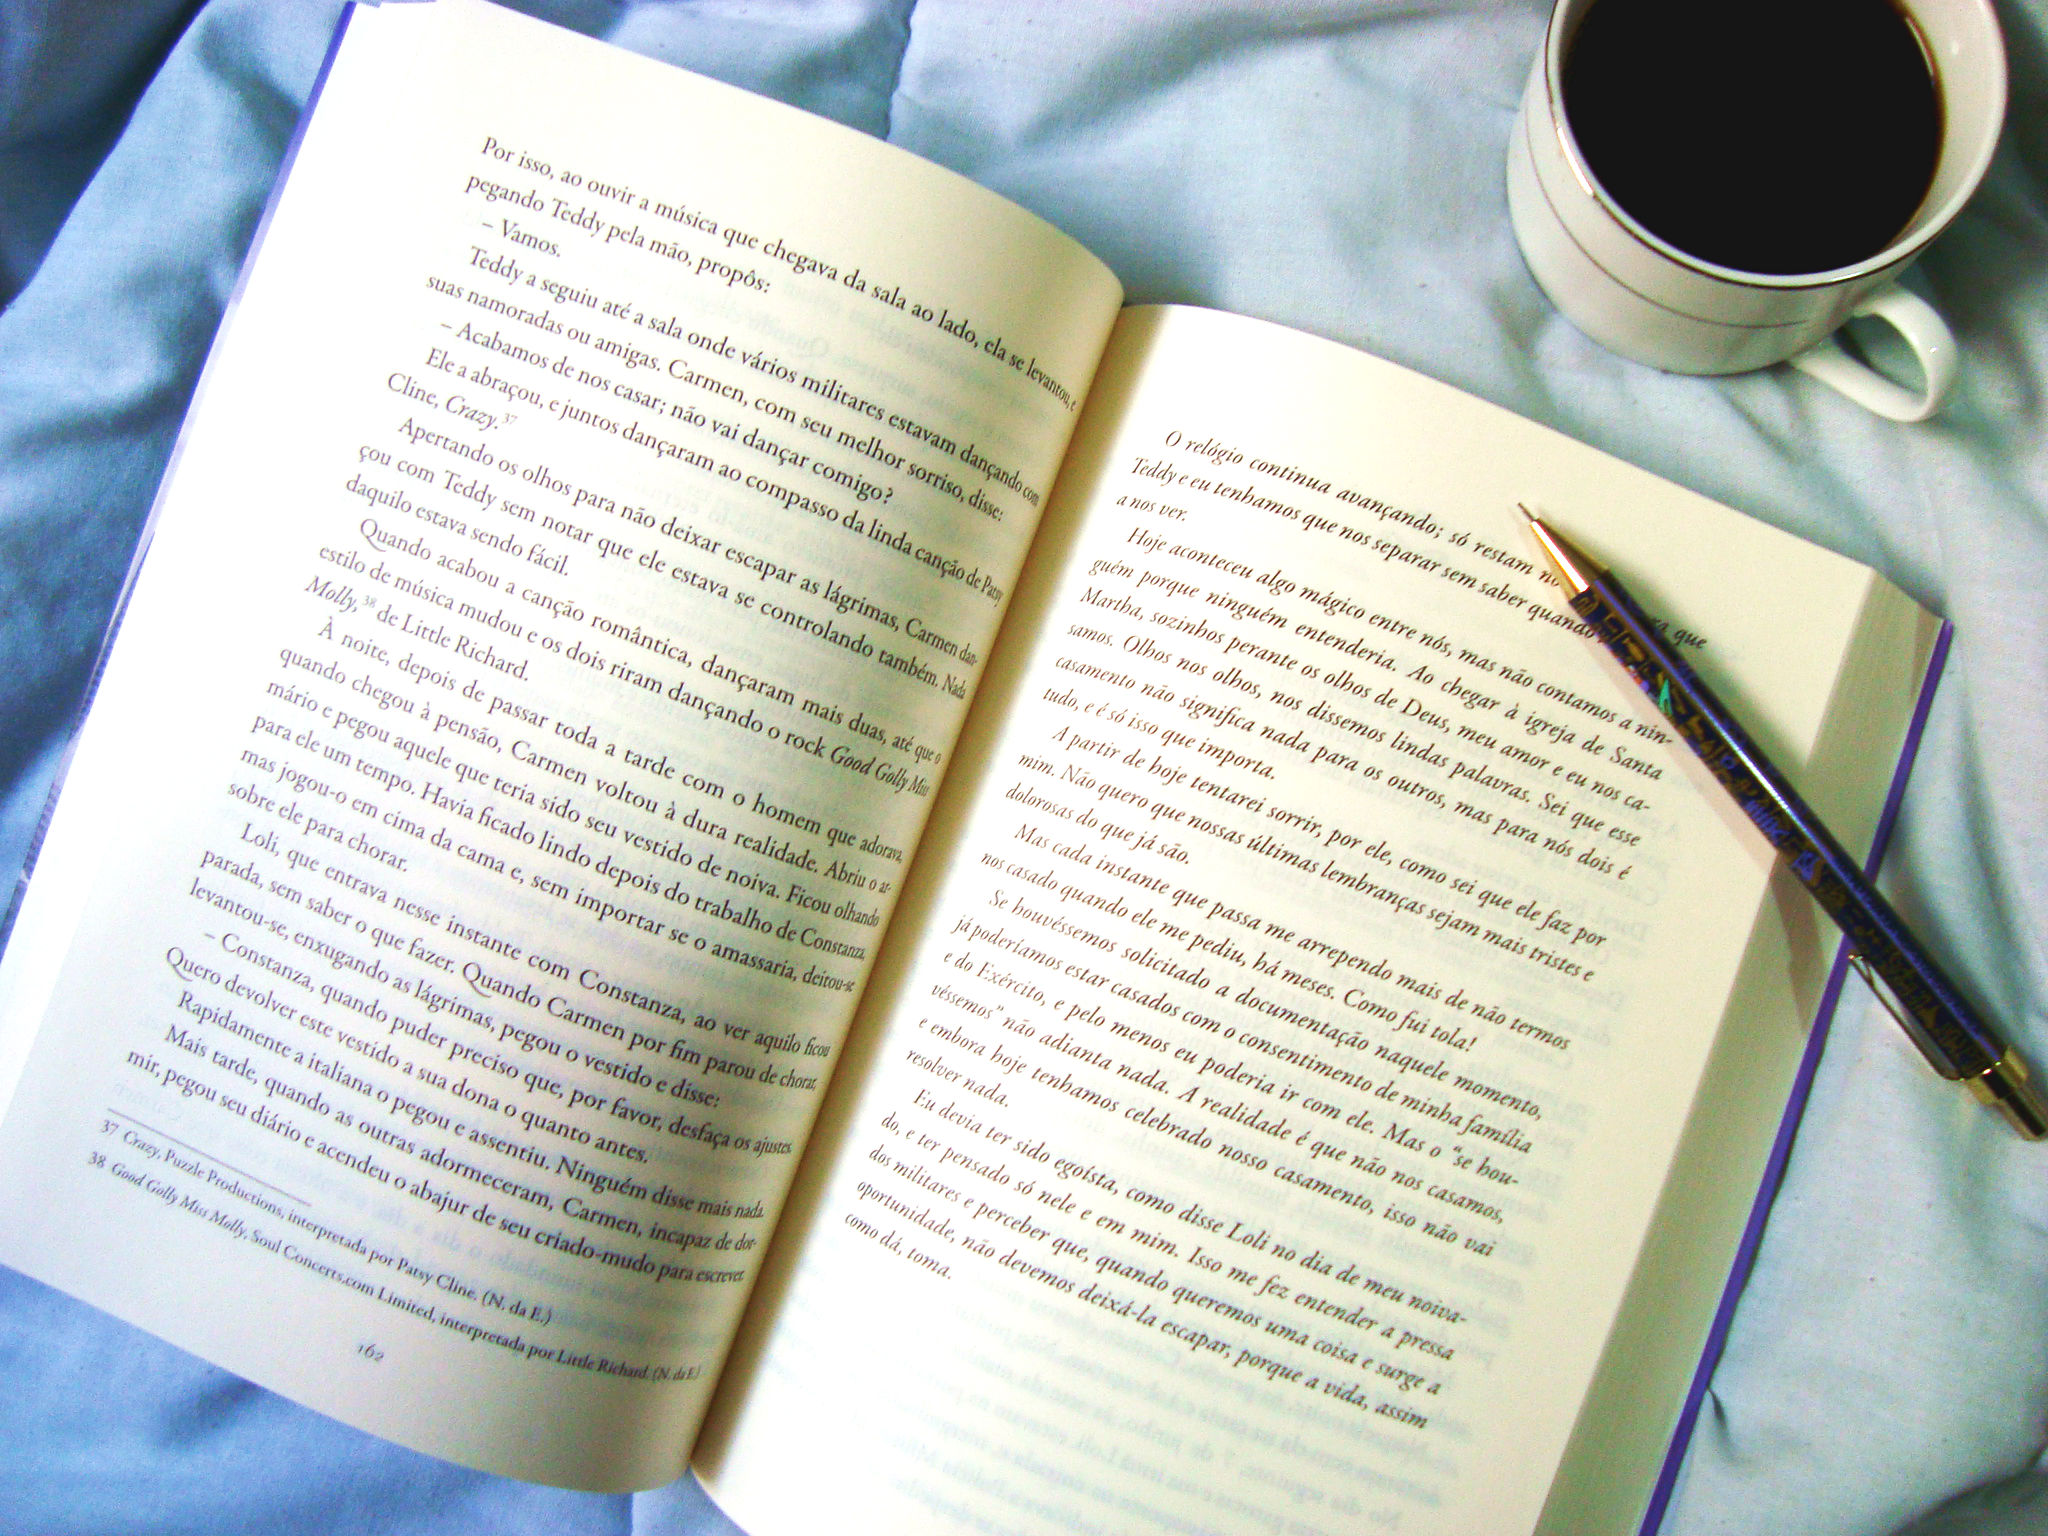 Por isso, ao ouvir a música que chegava da sala ao lado, ela se levantou, e
pegando Teddy pela mão, propôs:
– Vamos.
Teddy a seguiu até a sala onde vários militares estavam dançando com
suas namoradas ou amigas. Carmen, com seu melhor sorriso, disse:
– Acabamos de nos casar; não vai dançar comigo?
Ele a abraçou, e juntos dançaram ao compasso da linda canção de Patsy
Cline, Crazy.37
Apertando os olhos para não deixar escapar as lágrimas, Carmen dan-
çou com Teddy sem notar que ele estava se controlando também. Nada
daquilo estava sendo fácil.
Quando acabou a canção romântica, dançaram mais duas, até que o
estilo de música mudou e os dois riram dançando o rock Good Golly Miss
Molly,38 de Little Richard.
À noite, depois de passar toda a tarde com o homem que adorava,
quando chegou à pensão, Carmen voltou à dura realidade. Abriu o ar-
mário e pegou aquele que teria sido seu vestido de noiva. Ficou olhando
para ele um tempo. Havia ficado lindo depois do trabalho de Constanza,
mas jogou-o em cima da cama e, sem importar se o amassaria, deitou-se
sobre ele para chorar.
Loli, que entrava nesse instante com Constanza, ao ver aquilo ficou
parada, sem saber o que fazer. Quando Carmen por fim parou de chorar,
levantou-se, enxugando as lágrimas, pegou o vestido e disse:
– Constanza, quando puder preciso que, por favor, desfaça os ajustes.
Quero devolver este vestido a sua dona o quanto antes.
Rapidamente a italiana o pegou e assentiu. Ninguém disse mais nada.
Mais tarde, quando as outras adormeceram, Carmen, incapaz de dor-
mir, pegou seu diário e acendeu o abajur de seu criado-mudo para escrever.
37 Crazy, Puzzle Productions, interpretada por Patsy Cline. (N. da E.)
38 Good Golly Miss Molly, Soul Concerts.com Limited, interpretada por Little Richard. (N. da E.)
162
O relógio continua avançando; só restam que
Teddy e eu tenhamos que nos separar sem saber quando
a nos ver.
Hoje aconteceu algo mágico entre nós, mas não contamos a nin-
guém porque ninguém entenderia. Ao chegar à igreja de Santa
Martha, sozinhos perante os olhos de Deus, meu amor e eu nos ca-
samos. Olhos nos olhos, nos dissemos lindas palavras. Sei que esse
casamento não significa nada para os outros, mas para nós dois é
tudo, e é só isso que importa.
A partir de hoje tentarei sorrir, por ele, como sei que ele faz por
mim. Não quero que nossas últimas lembranças sejam mais tristes e
dolorosas do que já são.
Mas cada instante que passa me arrependo mais de não termos
nos casado quando ele me pediu, há meses. Como fui tola!
Se houvéssemos solicitado a documentação naquele momento,
já poderíamos estar casados com o consentimento de minha família
e do Exército, e pelo menos eu poderia ir com ele. Mas o "se hou-
véssemos" não adianta nada. A realidade é que não nos casamos,
e embora hoje tenhamos celebrado nosso casamento, isso não vai
resolver nada.
Eu devia ter sido egoísta, como disse Loli no dia de meu noiva-
do, e ter pensado só nele e em mim. Isso me fez entender a pressa
dos militares e perceber que, quando queremos uma coisa e surge a
oportunidade, não devemos deixá-la escapar, porque a vida, assim
como dá, toma.